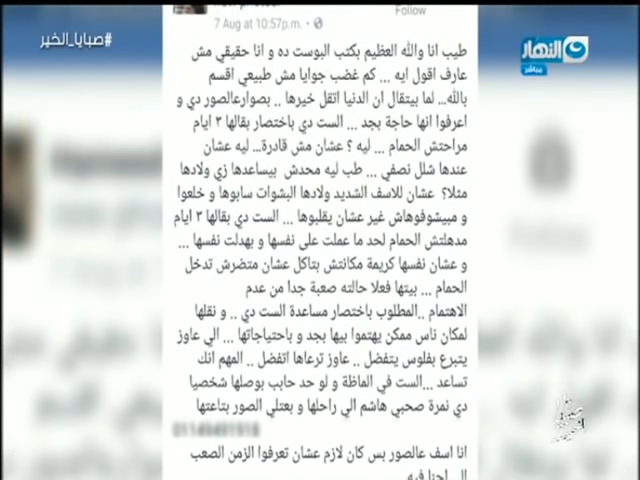 Follow
7 Aug at 10:57p.m. •
#صبايا_الخير
النهار
مباشر
طيب انا والله العظيم بكتب البوست ده و انا حقيقي مش
عارف اقول ايه ... كم غضب جوايا مش طبيعي اقسم
بالله... لما بيتقال ان الدنيا اتقل خيرها .. بصوارعالصور دي و
اعرفوا انها حاجة بجد ... الست دي باختصار بقالها ٣ ايام
مراحتش الحمام ... ليه ؟ عشان مش قادرة... ليه عشان
عندها شلل نصفي ... طب ليه محدش بيساعدها زي ولادها
مثلا؟ عشان للاسف الشديد ولادها البشوات سابوها و خلعوا
و مبيشوفوهاش غير عشان يقلبوها ... الست دي بقالها ٣ ايام
مدهلتش الحمام لحد ما عملت على نفسها و بهدلت نفسها ...
و عشان نفسها كريمة مكانتش بتاكل عشان متضرش تدخل
الحمام ... بيتها فعلا حالته صعبة جدا من عدم
الاهتمام ..المطلوب باختصار مساعدة الست دي .. و نقلها
لمكان ناس ممكن يهتموا بيها بجد و باحتياجاتها ... الي عاوز
يتبرع بفلوس يتفضل .. عاوز ترعاها اتفضل .. المهم انك
تساعد ...الست في الماظة و لو حد حابب بوصلها شخصيا
دي نمرة صحبي هاشم الي راحلها و بعتلي الصور بتاعتها
انا اسف عالصور بس كان لازم عشان تعرفوا الزمن الصعب
الي احنا فيه